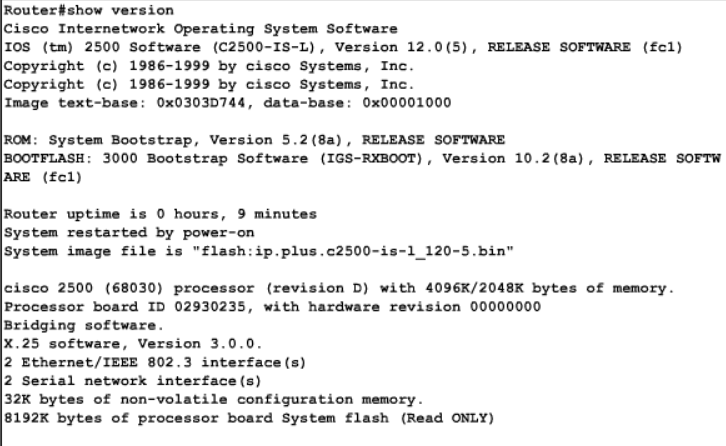 Router#show version
Cisco Internetwork Operating System Software
IOS (tm) 2500 Software (C2500-IS-L), Version 12.0(5), RELEASE SOFTWARE (fc1)
Copyright (c) 1986-1999 by cisco Systems, Inc.
Copyright (c) 1986-1999 by cisco Systems, Inc.
Image text-base: 0x0303D744, data-base: 0x00001000
ROM: System Bootstrap, Version 5.2(8a), RELEASE SOFTWARE
BOOTFLASH: 3000 Bootstrap Software (IGS-RXBOOT), Version 10.2(8a), RELEASE SOFTW
ARE (fc1)
Router uptime is 0 hours, 9 minutes
System restarted by power-on
System image file is "flash:ip.plus.c2500-is-l_120-5.bin"
cisco 2500 (68030) processor (revision D) with 4096K/2048K bytes of memory.
Processor board ID 02930235, with hardware revision 00000000
Bridging software.
X.25 software, Version 3.0.0.
2 Ethernet/IEEE 802.3 interface(s)
2 Serial network interface(s)
32K bytes of non-volatile configuration memory.
8192K bytes of processor board System flash (Read ONLY)